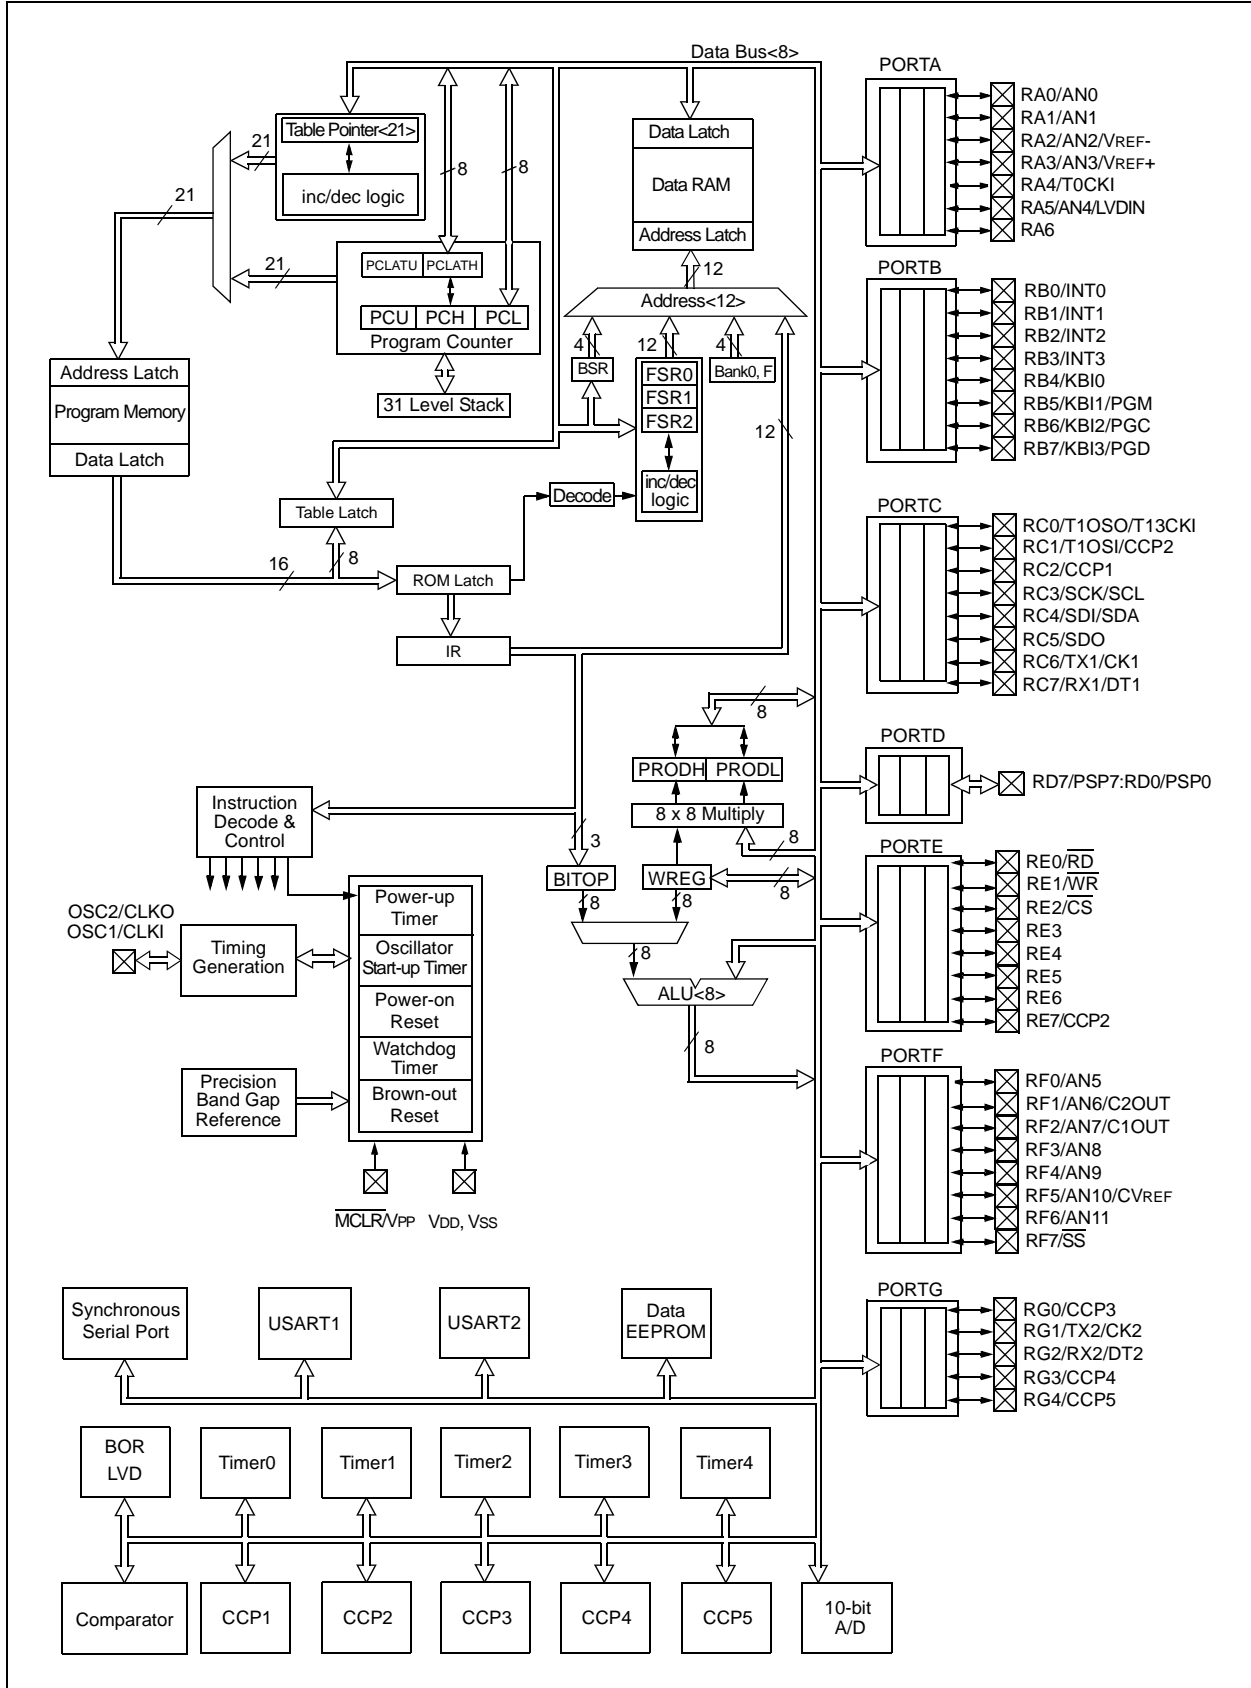 Data Bus<8>
Table Pointer<21>
inc/dec logic
21
21
21
8
8
PCLATU
PCLATH
PCU
PCH
PCL
Program Counter
31 Level Stack
Data Latch
Data RAM
Address Latch
12
Address<12>
4
12
4
BSR
FSR0
FSR1
FSR2
Bank0, F
12
inc/dec
logic
Decode
Address Latch
Program Memory
Data Latch
Table Latch
16
8
ROM Latch
IR
8
PRODH
PRODL
8 x 8 Multiply
8
Instruction
Decode &
Control
3
BITOP
WREG
8
8
8
8
ALU<8>
8
OSC2/CLKO
OSC1/CLKI
Timing
Generation
Power-up
Timer
Oscillator
Start-up Timer
Power-on
Reset
Watchdog
Timer
Brown-out
Reset
Precision
Band Gap
Reference
MCLR/VPP
VDD, VSS
PORTA
RA0/AN0
RA1/AN1
RA2/AN2/VREF-
RA3/AN3/VREF+
RA4/T0CKI
RA5/AN4/LVDIN
RA6
PORTB
RB0/INT0
RB1/INT1
RB2/INT2
RB3/INT3
RB4/KBI0
RB5/KBI1/PGM
RB6/KBI2/PGC
RB7/KBI3/PGD
PORTC
RC0/T1OSO/T13CKI
RC1/T1OSI/CCP2
RC2/CCP1
RC3/SCK/SCL
RC4/SDI/SDA
RC5/SDO
RC6/TX1/CK1
RC7/RX1/DT1
PORTD
RD7/PSP7:RD0/PSP0
PORTE
RE0/RD
RE1/WR
RE2/CS
RE3
RE4
RE5
RE6
RE7/CCP2
PORTF
RF0/AN5
RF1/AN6/C2OUT
RF2/AN7/C1OUT
RF3/AN8
RF4/AN9
RF5/AN10/CVREF
RF6/AN11
RF7/SS
PORTG
RG0/CCP3
RG1/TX2/CK2
RG2/RX2/DT2
RG3/CCP4
RG4/CCP5
Synchronous
Serial Port
USART1
USART2
Data
EEPROM
BOR
LVD
Timer0
Timer1
Timer2
Timer3
Timer4
Comparator
CCP1
CCP2
CCP3
CCP4
CCP5
10-bit
A/D